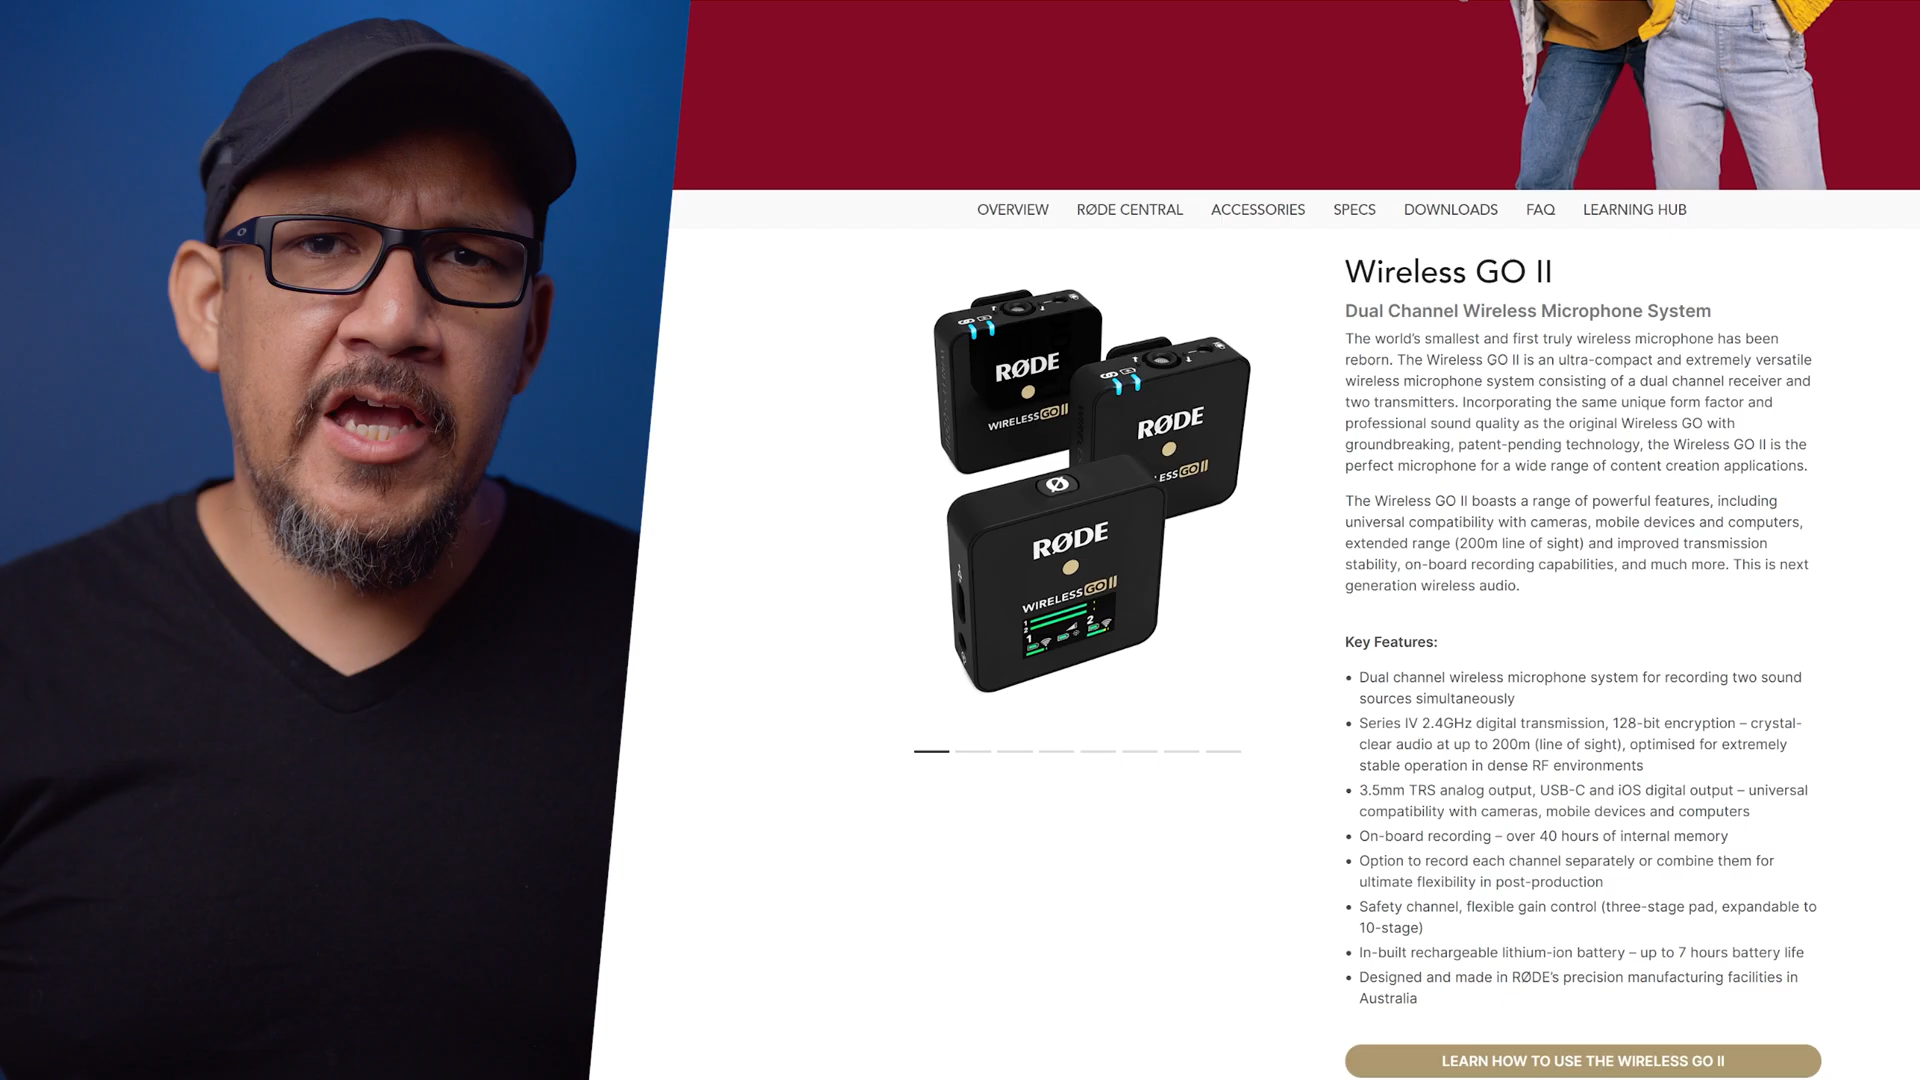 OVERVIEW RØDE CENTRAL ACCESSORIES SPECS DOWNLOADS FAQ LEARNING HUB
RØDE
WIRELESS GO II
RØDE
LESS GO II
RØDE
WIRELESS GO II
1
2
1 2
Wireless GO II
Dual Channel Wireless Microphone System
The world's smallest and first truly wireless microphone has been
reborn. The Wireless GO II is an ultra-compact and extremely versatile
wireless microphone system consisting of a dual channel receiver and
two transmitters. Incorporating the same unique form factor and
professional sound quality as the original Wireless GO with
groundbreaking, patent-pending technology, the Wireless GO II is the
perfect microphone for a wide range of content creation applications.
The Wireless GO II boasts a range of powerful features, including
universal compatibility with cameras, mobile devices and computers,
extended range (200m line of sight) and improved transmission
stability, on-board recording capabilities, and much more. This is next
generation wireless audio.
Key Features:
• Dual channel wireless microphone system for recording two sound
sources simultaneously
• Series IV 2.4GHz digital transmission, 128-bit encryption – crystal-
clear audio at up to 200m (line of sight), optimised for extremely
stable operation in dense RF environments
• 3.5mm TRS analog output, USB-C and iOS digital output – universal
compatibility with cameras, mobile devices and computers
• On-board recording – over 40 hours of internal memory
• Option to record each channel separately or combine them for
ultimate flexibility in post-production
• Safety channel, flexible gain control (three-stage pad, expandable to
10-stage)
• In-built rechargeable lithium-ion battery – up to 7 hours battery life
• Designed and made in RØDE's precision manufacturing facilities in
Australia
LEARN HOW TO USE THE WIRELESS GO II